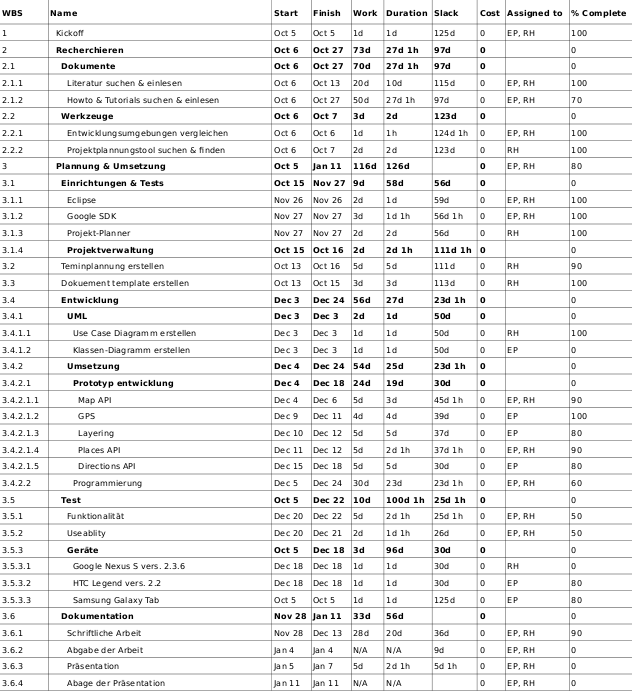 WBS Name Start Finish Work Duration Slack Cost Assigned to % Complete
1 Kickoff Oct 5 Oct 5 1d 1d 125d 0 EP, RH 100
2 Recherchieren Oct 6 Oct 27 73d 27d 1h 97d 0 0
2.1 Dokumente Oct 6 Oct 27 70d 27d 1h 97d 0 0
2.1.1 Literatur suchen & einlesen Oct 6 Oct 13 20d 10d 115d 0 EP, RH 100
2.1.2 Howto & Tutorials suchen & einlesen Oct 6 Oct 27 50d 27d 1h 97d 0 EP, RH 70
2.2 Werkzeuge Oct 6 Oct 7 3d 2d 123d 0 0
2.2.1 Entwicklungsumgebungen vergleichen Oct 6 Oct 6 1d 1h 124d 1h 0 EP, RH 100
2.2.2 Projektplannungstool suchen & finden Oct 6 Oct 7 2d 2d 123d 0 RH 100
3 Plannung & Umsetzung Oct 5 Jan 11 116d 126d 0 EP, RH 80
3.1 Einrichtungen & Tests Oct 15 Nov 27 9d 58d 56d 0 0
3.1.1 Eclipse Nov 26 Nov 26 2d 1d 59d 0 EP, RH 100
3.1.2 Google SDK Nov 27 Nov 27 3d 1d 1h 56d 1h 0 EP, RH 100
3.1.3 Projekt-Planner Nov 27 Nov 27 2d 2d 56d 0 RH 100
3.1.4 Projektverwaltung Oct 15 Oct 16 2d 2d 1h 111d 1h 0 0
3.2 Teminplannung erstellen Oct 13 Oct 16 5d 5d 111d 0 RH 90
3.3 Dokuement template erstellen Oct 13 Oct 15 3d 3d 113d 0 RH 100
3.4 Entwicklung Dec 3 Dec 24 56d 27d 23d 1h 0 0
3.4.1 UML Dec 3 Dec 3 2d 1d 50d 0 0
3.4.1.1 Use Case Diagramm erstellen Dec 3 Dec 3 1d 1d 50d 0 RH 100
3.4.1.2 Klassen-Diagramm erstellen Dec 3 Dec 3 1d 1d 50d 0 EP 0
3.4.2 Umsetzung Dec 4 Dec 24 54d 25d 23d 1h 0 0
3.4.2.1 Prototyp entwicklung Dec 4 Dec 18 24d 19d 30d 0 0
3.4.2.1.1 Map API Dec 4 Dec 6 5d 3d 45d 1h 0 EP, RH 90
3.4.2.1.2 GPS Dec 9 Dec 11 4d 4d 39d 0 EP 100
3.4.2.1.3 Layering Dec 10 Dec 12 5d 5d 37d 0 EP 80
3.4.2.1.4 Places API Dec 11 Dec 12 5d 2d 1h 37d 1h 0 EP, RH 90
3.4.2.1.5 Directions API Dec 15 Dec 18 5d 5d 30d 0 EP 80
3.4.2.2 Programmierung Dec 5 Dec 24 30d 23d 23d 1h 0 EP, RH 60
3.5 Test Oct 5 Dec 22 10d 100d 1h 25d 1h 0 0
3.5.1 Funktionalität Dec 20 Dec 22 5d 2d 1h 25d 1h 0 EP, RH 50
3.5.2 Useablity Dec 20 Dec 21 2d 1d 1h 26d 0 EP, RH 50
3.5.3 Geräte Oct 5 Dec 18 3d 96d 30d 0 0
3.5.3.1 Google Nexus S vers. 2.3.6 Dec 18 Dec 18 1d 1d 30d 0 RH 0
3.5.3.2 HTC Legend vers. 2.2 Dec 18 Dec 18 1d 1d 30d 0 EP 80
3.5.3.3 Samsung Galaxy Tab Oct 5 Oct 5 1d 1d 125d 0 EP 80
3.6 Dokumentation Nov 28 Jan 11 33d 56d 0 0
3.6.1 Schriftliche Arbeit Nov 28 Dec 13 28d 20d 36d 0 EP, RH 90
3.6.2 Abgabe der Arbeit Jan 4 Jan 4 N/A N/A 9d 0 EP, RH 0
3.6.3 Präsentation Jan 5 Jan 7 5d 2d 1h 5d 1h 0 EP, RH 0
3.6.4 Abage der Präsentation Jan 11 Jan 11 N/A N/A 0 EP, RH 0